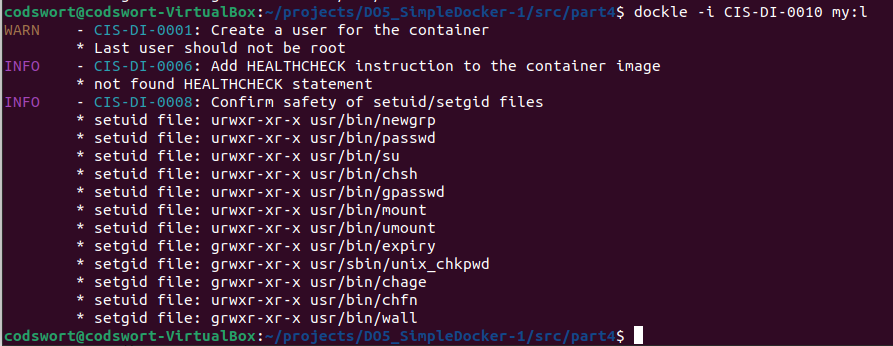 codswort@codswort-VirtualBox:~/projects/DO5_SimpleDocker-1/src/part4$ dockle -i CIS-DI-0010 my:l
WARN    - CIS-DI-0001: Create a user for the container
        * Last user should not be root
INFO    - CIS-DI-0006: Add HEALTHCHECK instruction to the container image
        * not found HEALTHCHECK statement
INFO    - CIS-DI-0008: Confirm safety of setuid/setgid files
        * setuid file: urwxr-xr-x usr/bin/newgrp
        * setuid file: urwxr-xr-x usr/bin/passwd
        * setuid file: urwxr-xr-x usr/bin/su
        * setuid file: urwxr-xr-x usr/bin/chsh
        * setuid file: urwxr-xr-x usr/bin/gpasswd
        * setuid file: urwxr-xr-x usr/bin/mount
        * setuid file: urwxr-xr-x usr/bin/umount
        * setgid file: grwxr-xr-x usr/bin/expiry
        * setgid file: grwxr-xr-x usr/sbin/unix_chkpwd
        * setgid file: grwxr-xr-x usr/bin/chage
        * setuid file: urwxr-xr-x usr/bin/chfn
        * setgid file: grwxr-xr-x usr/bin/wall
codswort@codswort-VirtualBox:~/projects/DO5_SimpleDocker-1/src/part4$